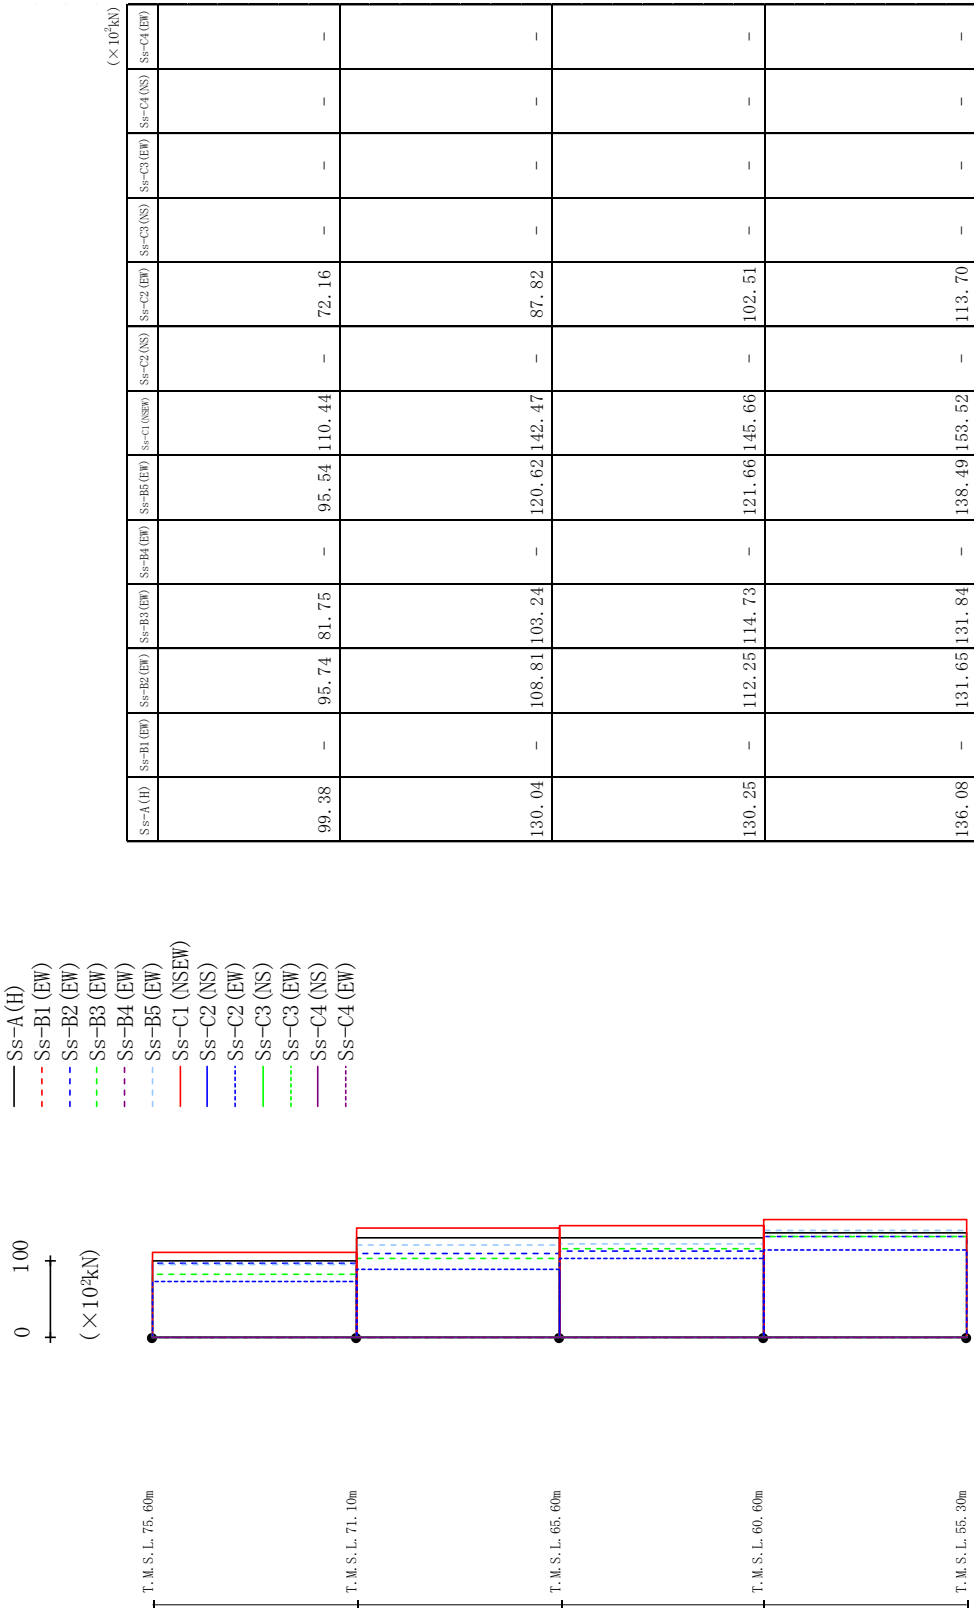 0 100
(×10²kN)
Ss-A(H)
Ss-B1(EW)
Ss-B2(EW)
Ss-B3(EW)
Ss-B4(EW)
Ss-B5(EW)
Ss-C1(NSEW)
Ss-C2(NS)
Ss-C2(EW)
Ss-C3(NS)
Ss-C3(EW)
Ss-C4(NS)
Ss-C4(EW)
T.M.S.L.75.60m
T.M.S.L.71.10m
T.M.S.L.65.60m
T.M.S.L.60.60m
T.M.S.L.55.30m
(×10²kN)
Ss-A(H) Ss-B1(EW) Ss-B2(EW) Ss-B3(EW) Ss-B4(EW) Ss-B5(EW) Ss-C1(NSEW) Ss-C2(NS) Ss-C2(EW) Ss-C3(NS) Ss-C3(EW) Ss-C4(NS) Ss-C4(EW)
99.38 - 95.74 81.75 - 95.54 110.44 - 72.16 - - - -
130.04 - 108.81 103.24 - 120.62 142.47 - 87.82 - - - -
130.25 - 112.25 114.73 - 121.66 145.66 - 102.51 - - - -
136.08 - 131.65 131.84 - 138.49 153.52 - 113.70 - - - -